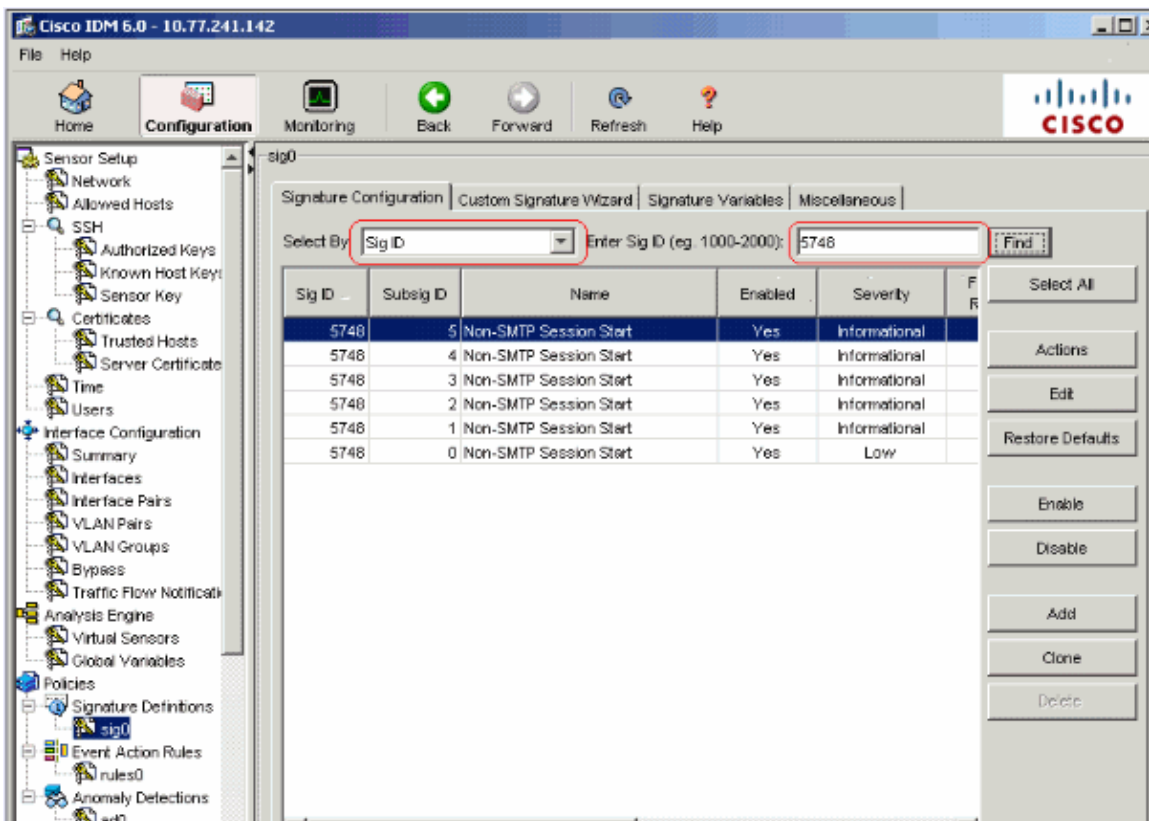 Cisco IDM 6.0 - 10.77.241.142
File Help
Home Configuration Monitoring Back Forward Refresh Help
CISCO
Sensor Setup
Network
Allowed Hosts
SSH
Authorized Keys
Known Host Key
Sensor Key
Certificates
Trusted Hosts
Server Certificate
Time
Users
Interface Configuration
Summary
Interfaces
Interface Pairs
VLAN Pairs
VLAN Groups
Bypass
Traffic Flow Notificati
Analysis Engine
Virtual Sensors
Global Variables
Policies
Signature Definitions
sig0
Event Action Rules
rules0
Anomaly Detections
ad0
sig0
Signature Configuration Custom Signature Wizard Signature Variables Miscellaneous
Select By Sig ID Enter Sig ID (eg. 1000-2000): 5748 Find
Sig ID Subsig ID Name Enabled Severity F R
5748 5 Non-SMTP Session Start Yes Informational
5748 4 Non-SMTP Session Start Yes Informational
5748 3 Non-SMTP Session Start Yes Informational
5748 2 Non-SMTP Session Start Yes Informational
5748 1 Non-SMTP Session Start Yes Informational
5748 0 Non-SMTP Session Start Yes Low
Select All
Actions
Edit
Restore Defaults
Enable
Disable
Add
Clone
Delete